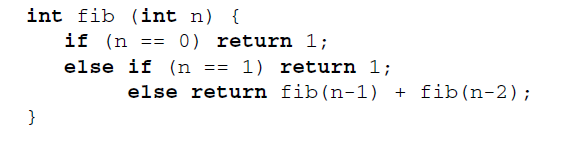 int fib (int n) {
if (n == 0) return 1;
else if (n == 1) return 1;
else return fib(n-1) + fib(n-2);
}